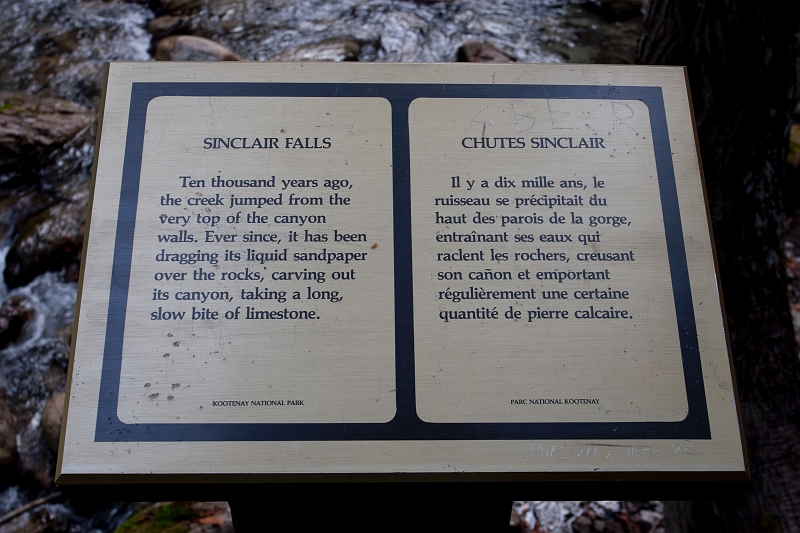 SINCLAIR FALLS
Ten thousand years ago,
the creek jumped from the
very top of the canyon
walls. Ever since, it has been
dragging its liquid sandpaper
over the rocks, carving out
its canyon, taking a long,
slow bite of limestone.
KOOTENAY NATIONAL PARK
CHUTES SINCLAIR
Il y a dix mille ans, le
ruisseau se précipitait du
haut des parois de la gorge,
entraînant ses eaux qui
raclent les rochers, creusant
son cañon et emportant
régulièrement une certaine
quantité de pierre calcaire.
PARC NATIONAL KOOTENAY